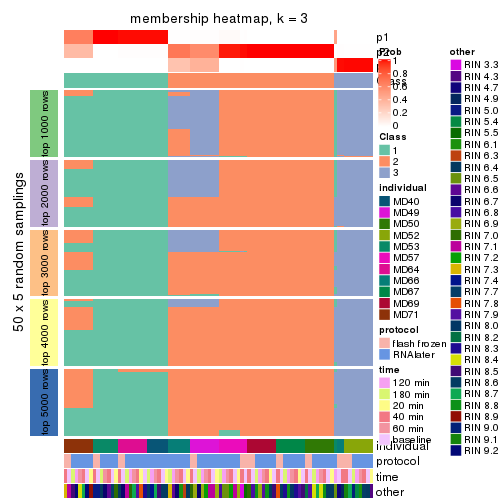 membership heatmap, k = 3
p1
p2
Class
50 x 5 random samplings
top 1000 rows
top 2000 rows
top 3000 rows
top 4000 rows
top 5000 rows
individual
protocol
time
other
Prob
1
0.8
0.6
0.4
0.2
0
Class
1
2
3
individual
MD40
MD49
MD50
MD52
MD53
MD57
MD64
MD66
MD67
MD69
MD71
protocol
flash frozen
RNAlater
time
120 min
180 min
20 min
40 min
60 min
baseline
other
RIN 3.3
RIN 4.3
RIN 4.7
RIN 4.9
RIN 5.0
RIN 5.4
RIN 5.5
RIN 6.1
RIN 6.3
RIN 6.4
RIN 6.5
RIN 6.6
RIN 6.7
RIN 6.8
RIN 6.9
RIN 7.0
RIN 7.1
RIN 7.2
RIN 7.3
RIN 7.4
RIN 7.7
RIN 7.8
RIN 7.9
RIN 8.0
RIN 8.2
RIN 8.3
RIN 8.4
RIN 8.5
RIN 8.6
RIN 8.7
RIN 8.8
RIN 8.9
RIN 9.0
RIN 9.1
RIN 9.2